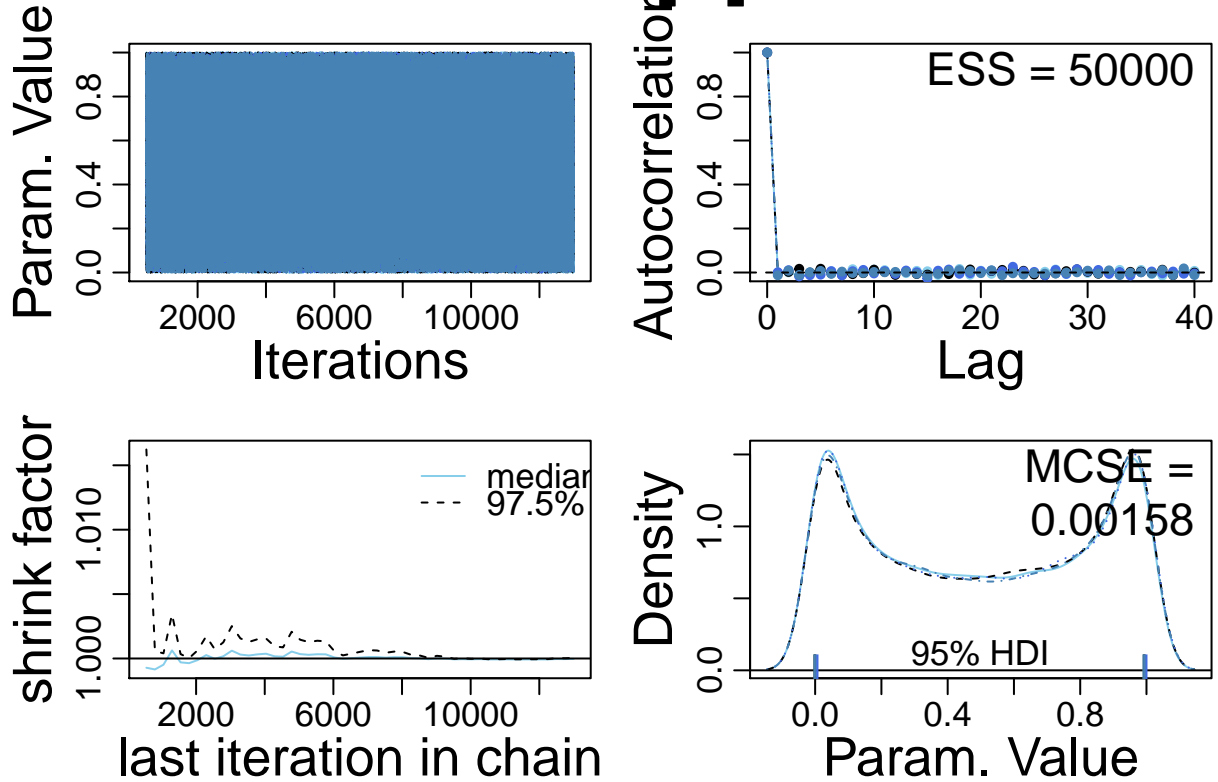 Param. Value
0.0 0.4 0.8
2000 6000 10000
Iterations
Autocorrelation
0.0 0.4 0.8
ESS = 50000
0 10 20 30 40
Lag
shrink factor
1.000 1.010
median
97.5%
2000 6000 10000
last iteration in chain
Density
0.0 1.0
MCSE =
0.00158
95% HDI
0.0 0.4 0.8
Param. Value